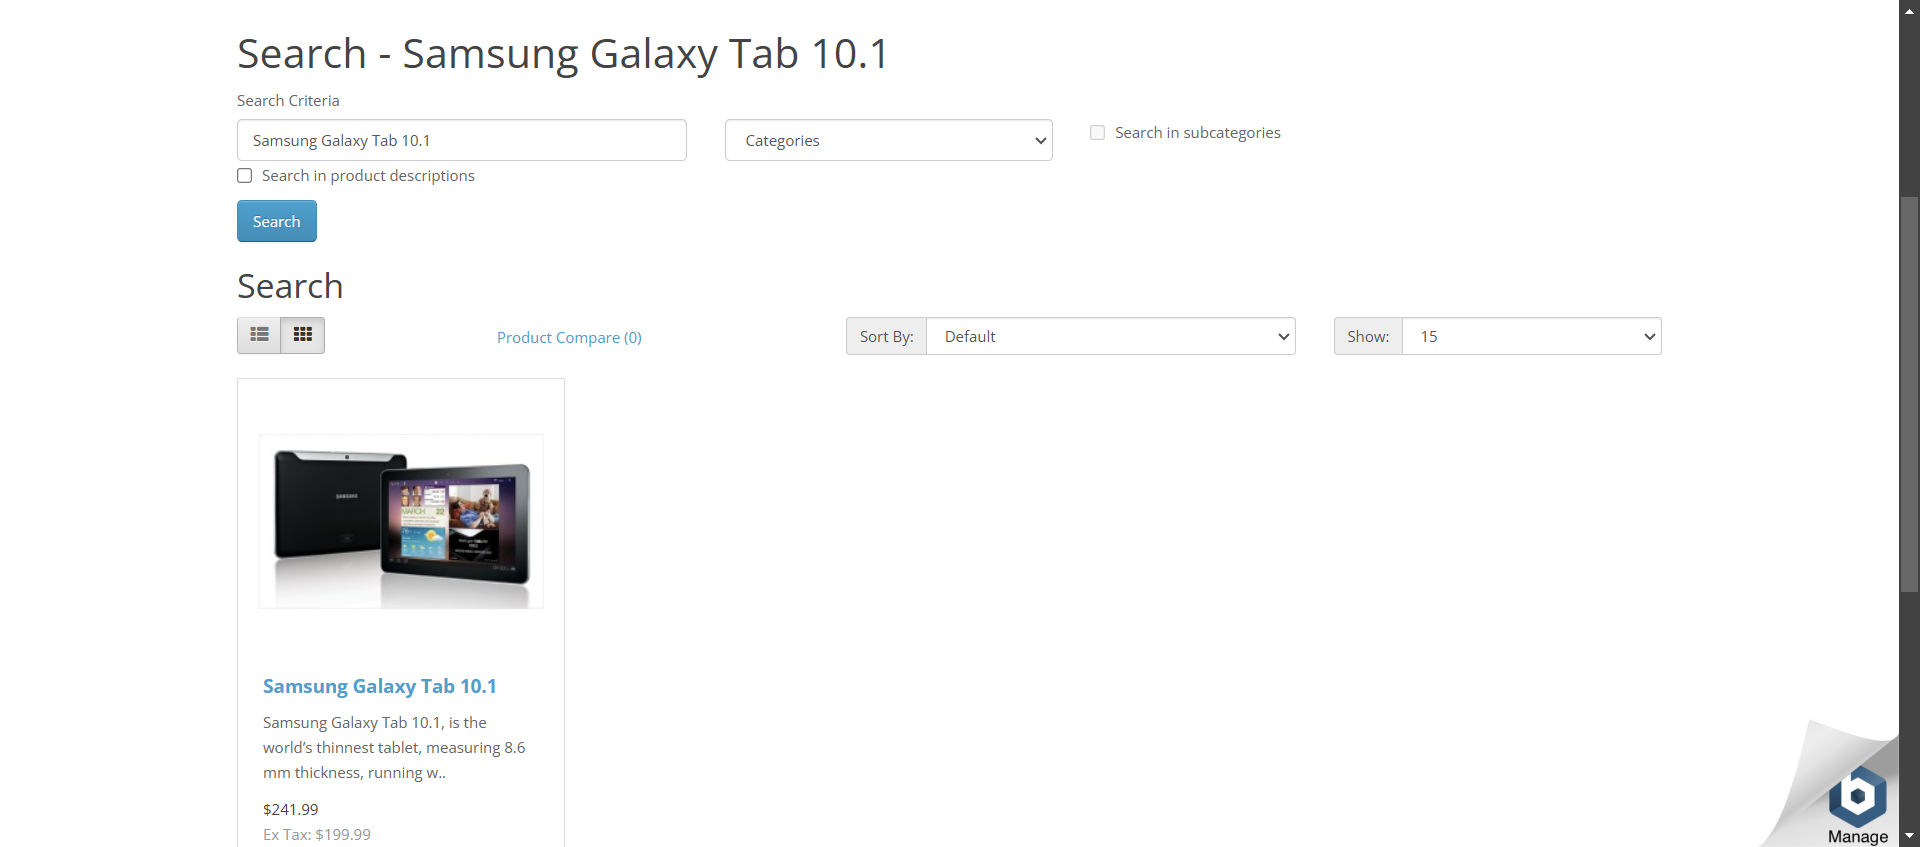 Search - Samsung Galaxy Tab 10.1
Search Criteria
Samsung Galaxy Tab 10.1
Categories
Search in subcategories
Search in product descriptions
Search
Search
Product Compare (0)
Sort By:
Default
Show:
15
SAMSUNG
MARCH 22
Samsung Galaxy Tab 10.1
Samsung Galaxy Tab 10.1, is the
world’s thinnest tablet, measuring 8.6
mm thickness, running w..
$241.99
Ex Tax: $199.99
b
Manage